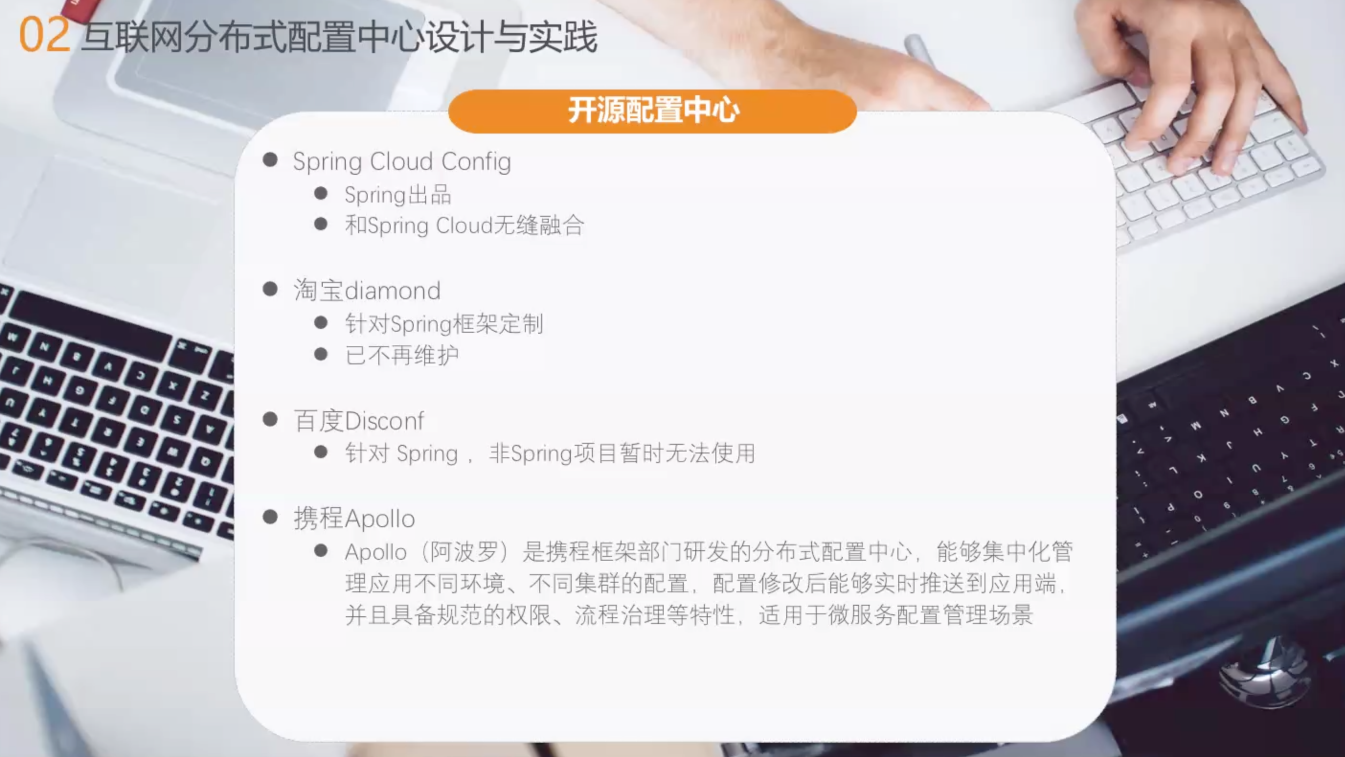 02 互联网分布式配置中心设计与实践
开源配置中心
● Spring Cloud Config
● Spring出品
● 和Spring Cloud无缝融合
● 淘宝diamond
● 针对Spring框架定制
● 已不再维护
● 百度Disconf
● 针对 Spring ，非Spring项目暂时无法使用
● 携程Apollo
● Apollo（阿波罗）是携程框架部门研发的分布式配置中心，能够集中化管
理应用不同环境、不同集群的配置，配置修改后能够实时推送到应用端，
并且具备规范的权限、流程治理等特性，适用于微服务配置管理场景